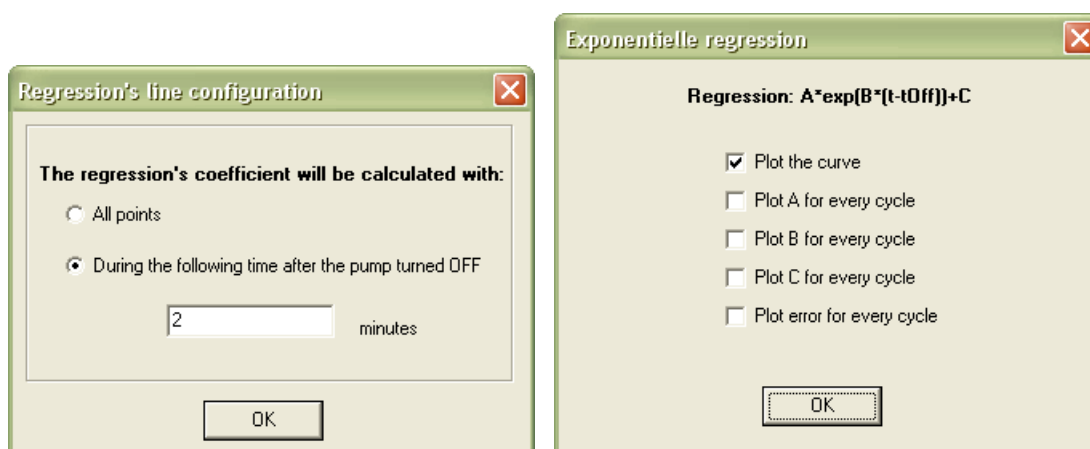 Regression's line configuration
The regression's coefficient will be calculated with:
All points
During the following time after the pump turned OFF
2
minutes
OK
Exponentielle regression
Regression: A*exp(B*(t-tOff))+C
Plot the curve
Plot A for every cycle
Plot B for every cycle
Plot C for every cycle
Plot error for every cycle
OK